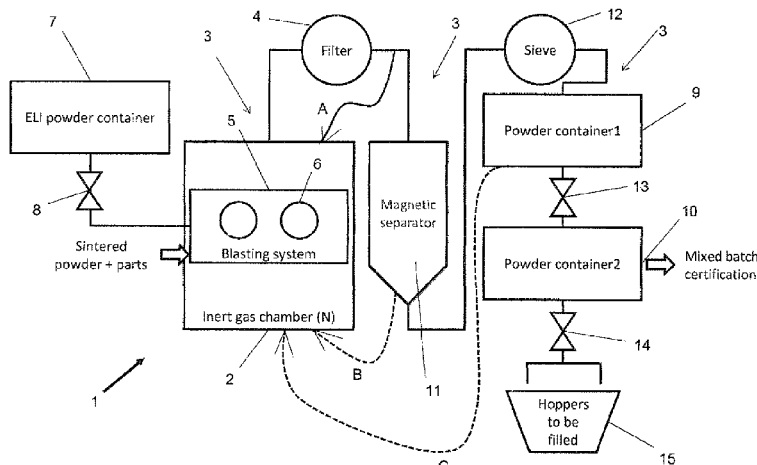 7
4
12
3
3
3
Filter
Sieve
ELI powder container
A
9
5
6
Powder container1
8
Magnetic
separator
13
10
Sintered
powder + parts
Blasting system
Powder container2
Mixed batch
certification
Inert gas chamber (N)
14
2
B
11
1
Hoppers
to be
filled
15